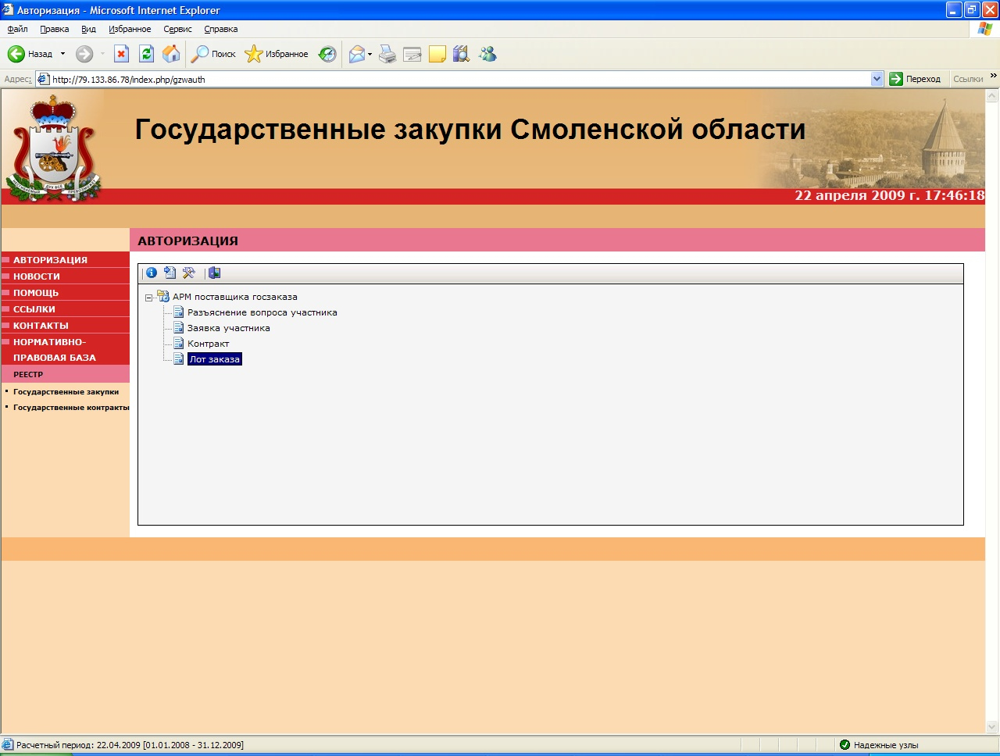 Авторизация - Microsoft Internet Explorer
Файл Правка Вид Избранное Сервис Справка
Назад Поиск Избранное
Адрес: http://79.133.86.78/index.php/gzwauth Переход Ссылки »
Государственные закупки Смоленской области
22 апреля 2009 г. 17:46:18
АВТОРИЗАЦИЯ
АВТОРИЗАЦИЯ
НОВОСТИ
ПОМОЩЬ
ССЫЛКИ
КОНТАКТЫ
НОРМАТИВНО-
ПРАВОВАЯ БАЗА
РЕЕСТР
Государственные закупки
Государственные контракты
АРМ поставщика госзаказа
Разъяснение вопроса участника
Заявка участника
Контракт
Лот заказа
Расчетный период: 22.04.2009 [01.01.2008 - 31.12.2009] Надежные узлы